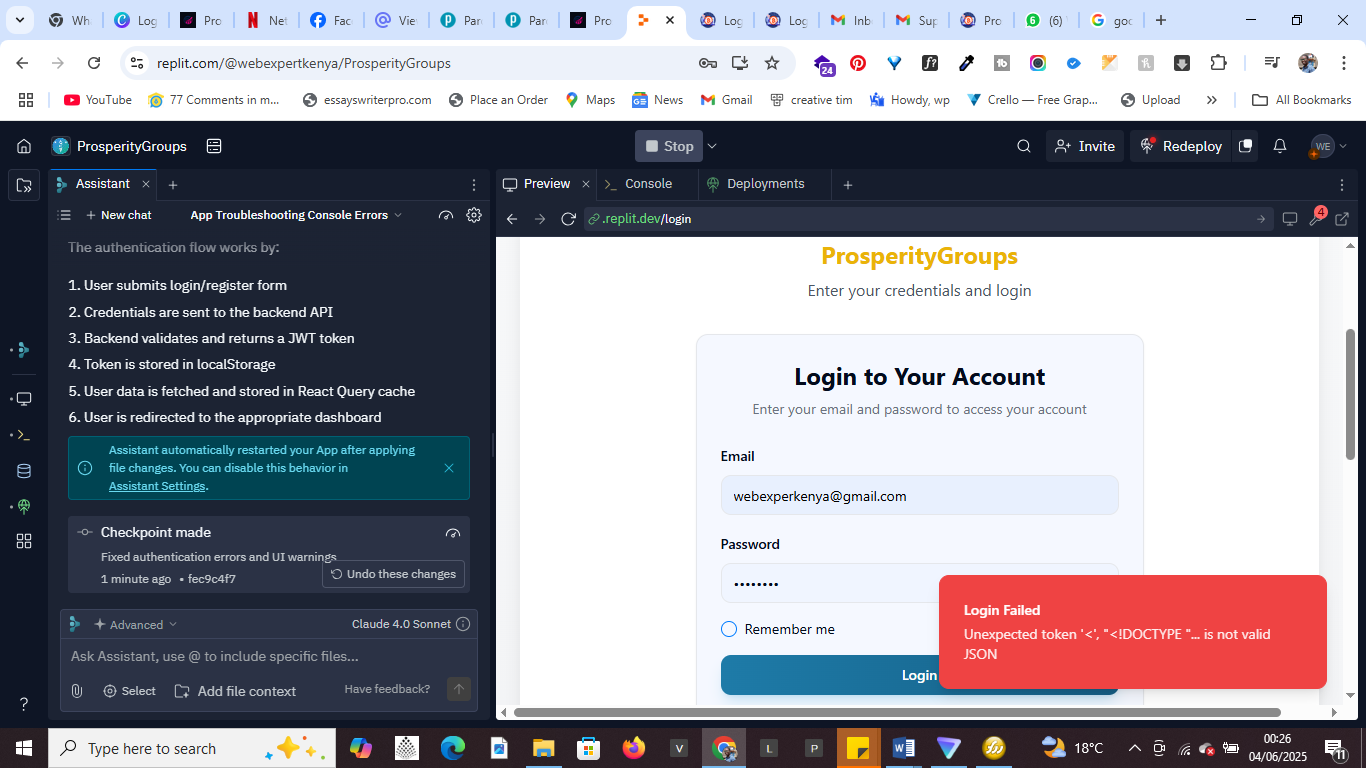 Wha
Log
Pro
Net
Fac
Vie
Par
Par
Pro
Log
Log
Inb
Sup
Pro
(6)
goo
replit.com/@webexpertkenya/ProsperityGroups
24
YouTube
77 Comments in m...
essayswriterpro.com
Place an Order
Maps
News
Gmail
creative tim
Howdy, wp
Crello — Free Grap...
Upload
All Bookmarks
ProsperityGroups
Stop
Invite
Redeploy
WE
Assistant
New chat
App Troubleshooting Console Errors
The authentication flow works by:
1. User submits login/register form
2. Credentials are sent to the backend API
3. Backend validates and returns a JWT token
4. Token is stored in localStorage
5. User data is fetched and stored in React Query cache
6. User is redirected to the appropriate dashboard
Assistant automatically restarted your App after applying
file changes. You can disable this behavior in
Assistant Settings.
Checkpoint made
Fixed authentication errors and UI warnings
1 minute ago • fec9c4f7
Undo these changes
Advanced
Claude 4.0 Sonnet
Ask Assistant, use @ to include specific files...
Select
Add file context
Have feedback?
Preview
Console
Deployments
.replit.dev/login
4
ProsperityGroups
Enter your credentials and login
Login to Your Account
Enter your email and password to access your account
Email
webexperkenya@gmail.com
Password
••••••••
Remember me
Login
Login Failed
Unexpected token '<', "<!DOCTYPE "... is not valid
JSON
Type here to search
V
L
P
18°C
00:26
04/06/2025
11